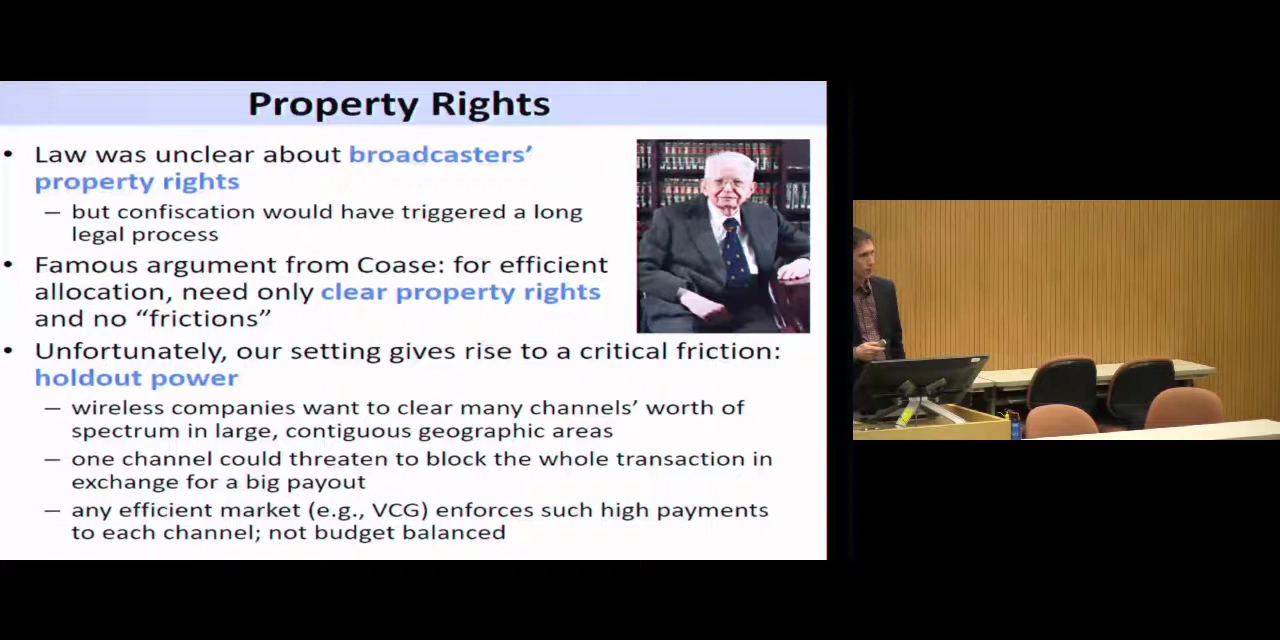 Property Rights
• Law was unclear about broadcasters’
property rights
– but confiscation would have triggered a long
legal process
• Famous argument from Coase: for efficient
allocation, need only clear property rights
and no “frictions”
• Unfortunately, our setting gives rise to a critical friction:
holdout power
– wireless companies want to clear many channels’ worth of
spectrum in large, contiguous geographic areas
– one channel could threaten to block the whole transaction in
exchange for a big payout
– any efficient market (e.g., VCG) enforces such high payments
to each channel; not budget balanced